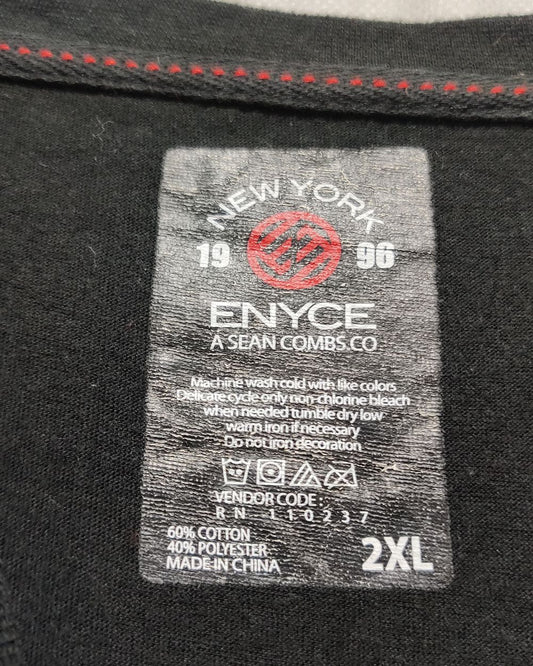 NEW YORK
19 96
ENYCE
A SEAN COMBS.CO
Machine wash cold with like colors
Delicate cycle only non-chlorine bleach
when needed tumble dry low
warm iron if necessary
Do not iron decoration
VENDOR CODE :
RN 110237
60% COTTON
40% POLYESTER
MADE IN CHINA
2XL